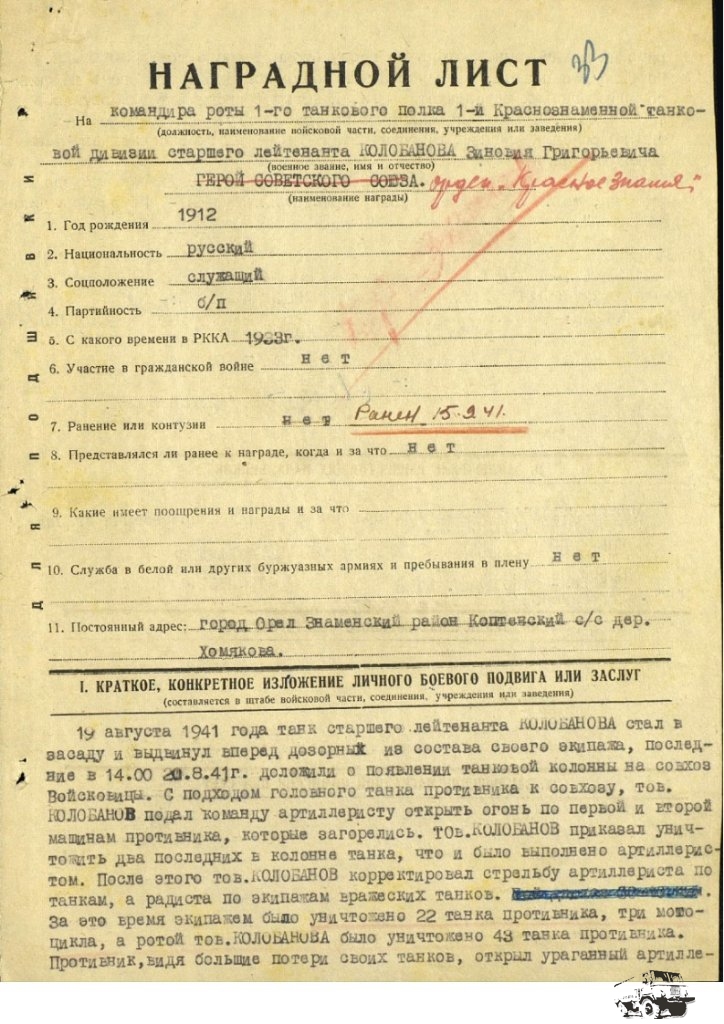 НАГРАДНОЙ ЛИСТ 33
На командира роты 1-го танкового полка 1-й Краснознаменной танко-
(должность, наименование войсковой части, соединения, учреждения или заведения)
вой дивизии старшего лейтенанта КОЛОБАНОВА Зиновия Григорьевича
(военное звание, имя и отчество)
ГЕРОЙ СОВЕТСКОГО СОЮЗА. орден „Красное Знамя"
(наименование награды)
1. Год рождения 1912
2. Национальность русский
3. Соцположение служащий
4. Партийность б/п
5. С какого времени в РККА 1933г.
6. Участие в гражданской войне нет
7. Ранение или контузии нет Ранен 15.9.41.
8. Представлялся ли ранее к награде, когда и за что нет
9. Какие имеет поощрения и награды и за что
10. Служба в белой или других буржуазных армиях и пребывания в плену нет
11. Постоянный адрес: город Орел Знаменский район Коптенский с/с дер.
Хомякова.
ДЛЯ ПОДШИВКИ
I. КРАТКОЕ, КОНКРЕТНОЕ ИЗЛОЖЕНИЕ ЛИЧНОГО БОЕВОГО ПОДВИГА ИЛИ ЗАСЛУГ
(составляется в штабе войсковой части, соединения, учреждения или заведения)
19 августа 1941 года танк старшего лейтенанта КОЛОБАНОВА стал в
засаду и выдвинул вперед дозорных из состава своего экипажа, послед-
ние в 14.00 20.8.41г. доложили о появлении танковой колонны на совхоз
Войсковицы. С подходом головного танка противника к совхозу, тов.
КОЛОБАНОВ подал команду артиллеристу открыть огонь по первой и второй
машинам противника, которые загорелись. ТОв.КОЛОБАНОВ приказал унич-
тожить два последних в колонне танка, что и было выполнено артиллерис-
том. После этого тов.КОЛОБАНОВ корректировал стрельбу артиллериста по
танкам, а радиста по экипажам вражеских танков.
За это время экипажем было уничтожено 22 танка противника, три мото-
цикла, а ротой тов.КОЛОБАНОВА было уничтожено 43 танка противника.
Противник,видя большие потери своих танков, открыл ураганный артилле-